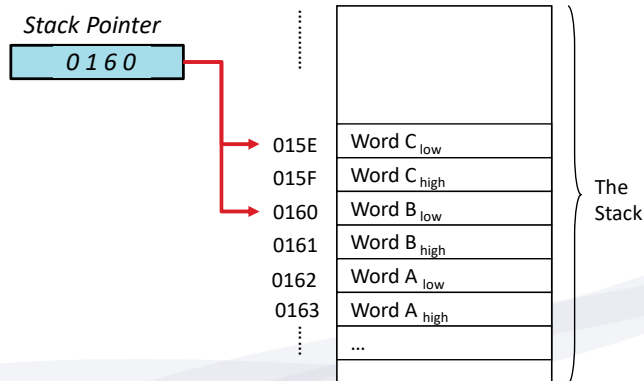 Stack Pointer
0160
015E Word C low
015F Word C high
0160 Word B low
0161 Word B high
0162 Word A low
0163 Word A high
...
The
Stack